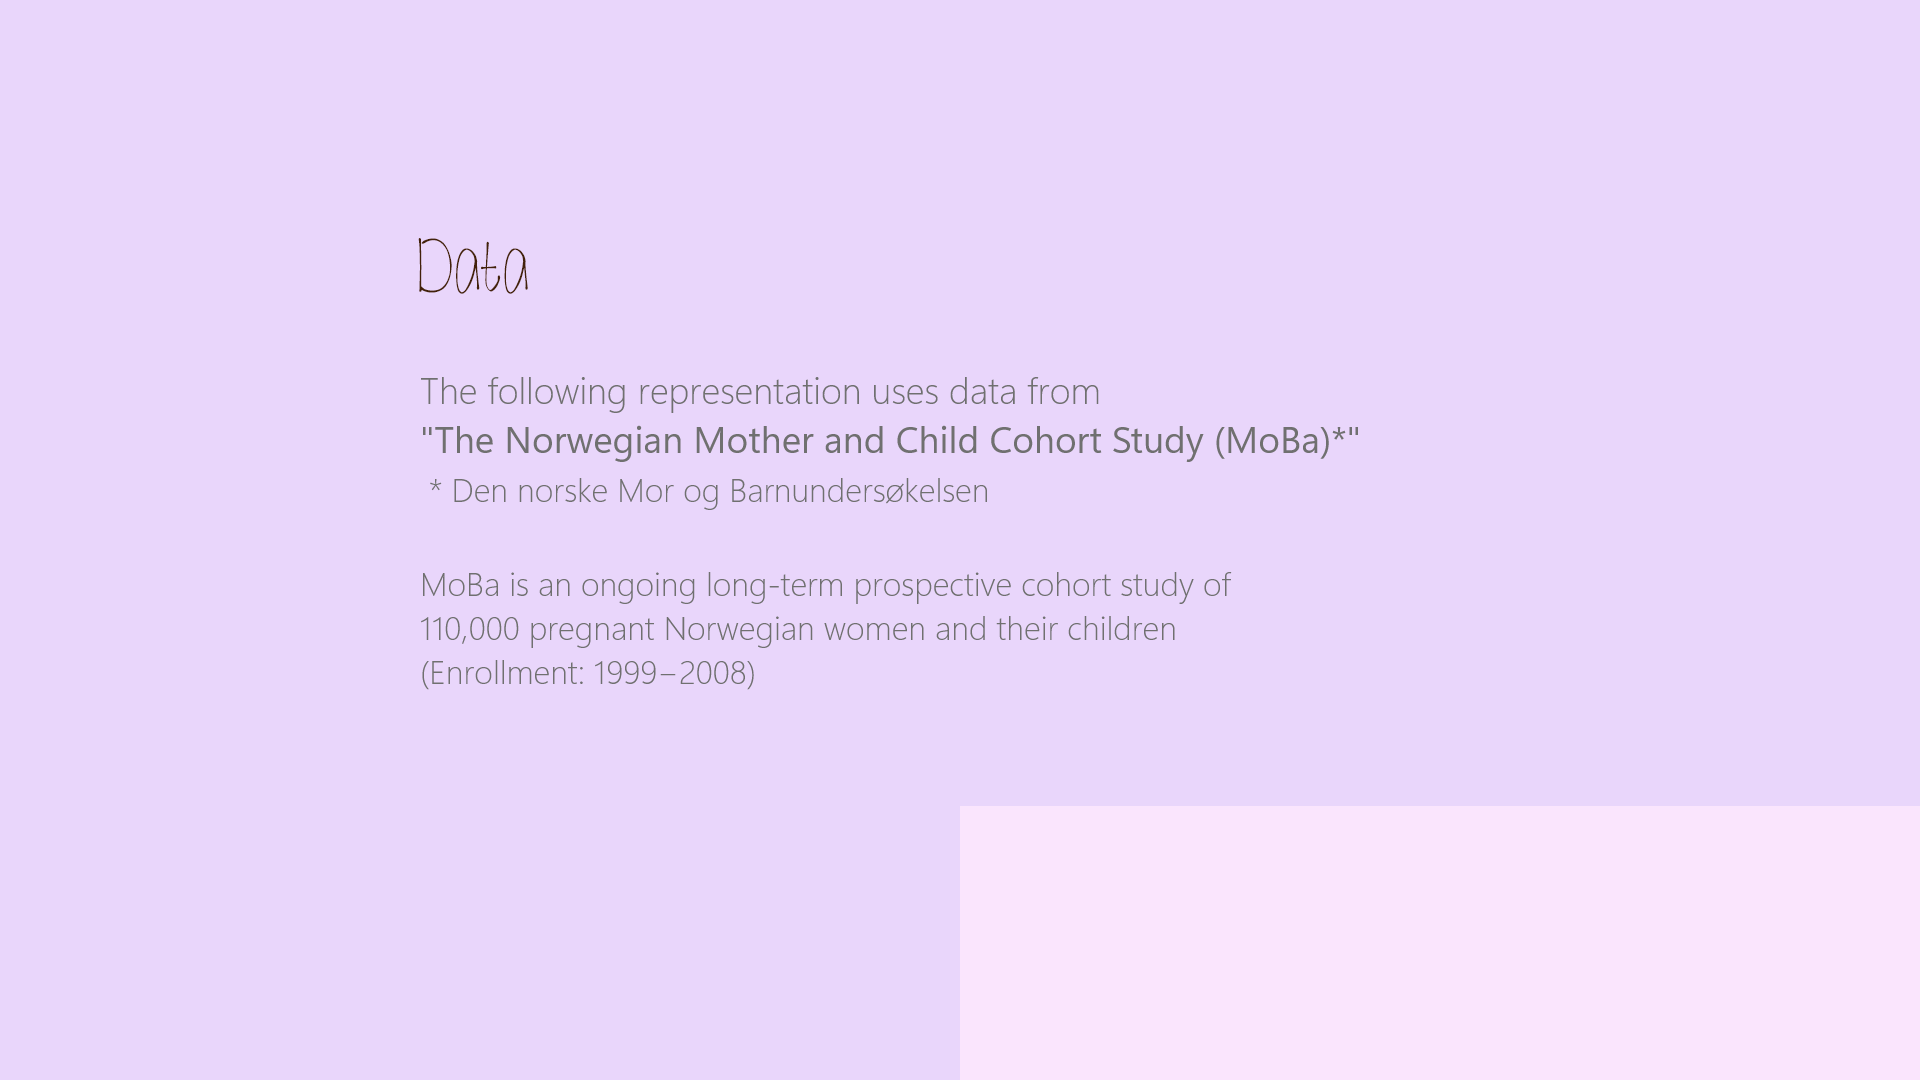 Data
The following representation uses data from
"The Norwegian Mother and Child Cohort Study (MoBa)*"
* Den norske Mor og Barnundersøkelsen
MoBa is an ongoing long-term prospective cohort study of
110,000 pregnant Norwegian women and their children
(Enrollment: 1999–2008)